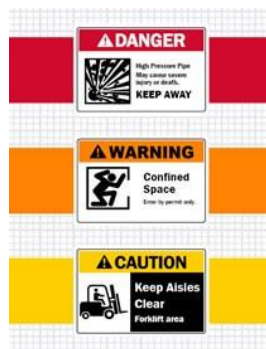 DANGER
High Pressure Pipe
May cause severe
injury or death.
KEEP AWAY
WARNING
Confined
Space
Enter by permit only.
CAUTION
Keep Aisles
Clear
Forklift area